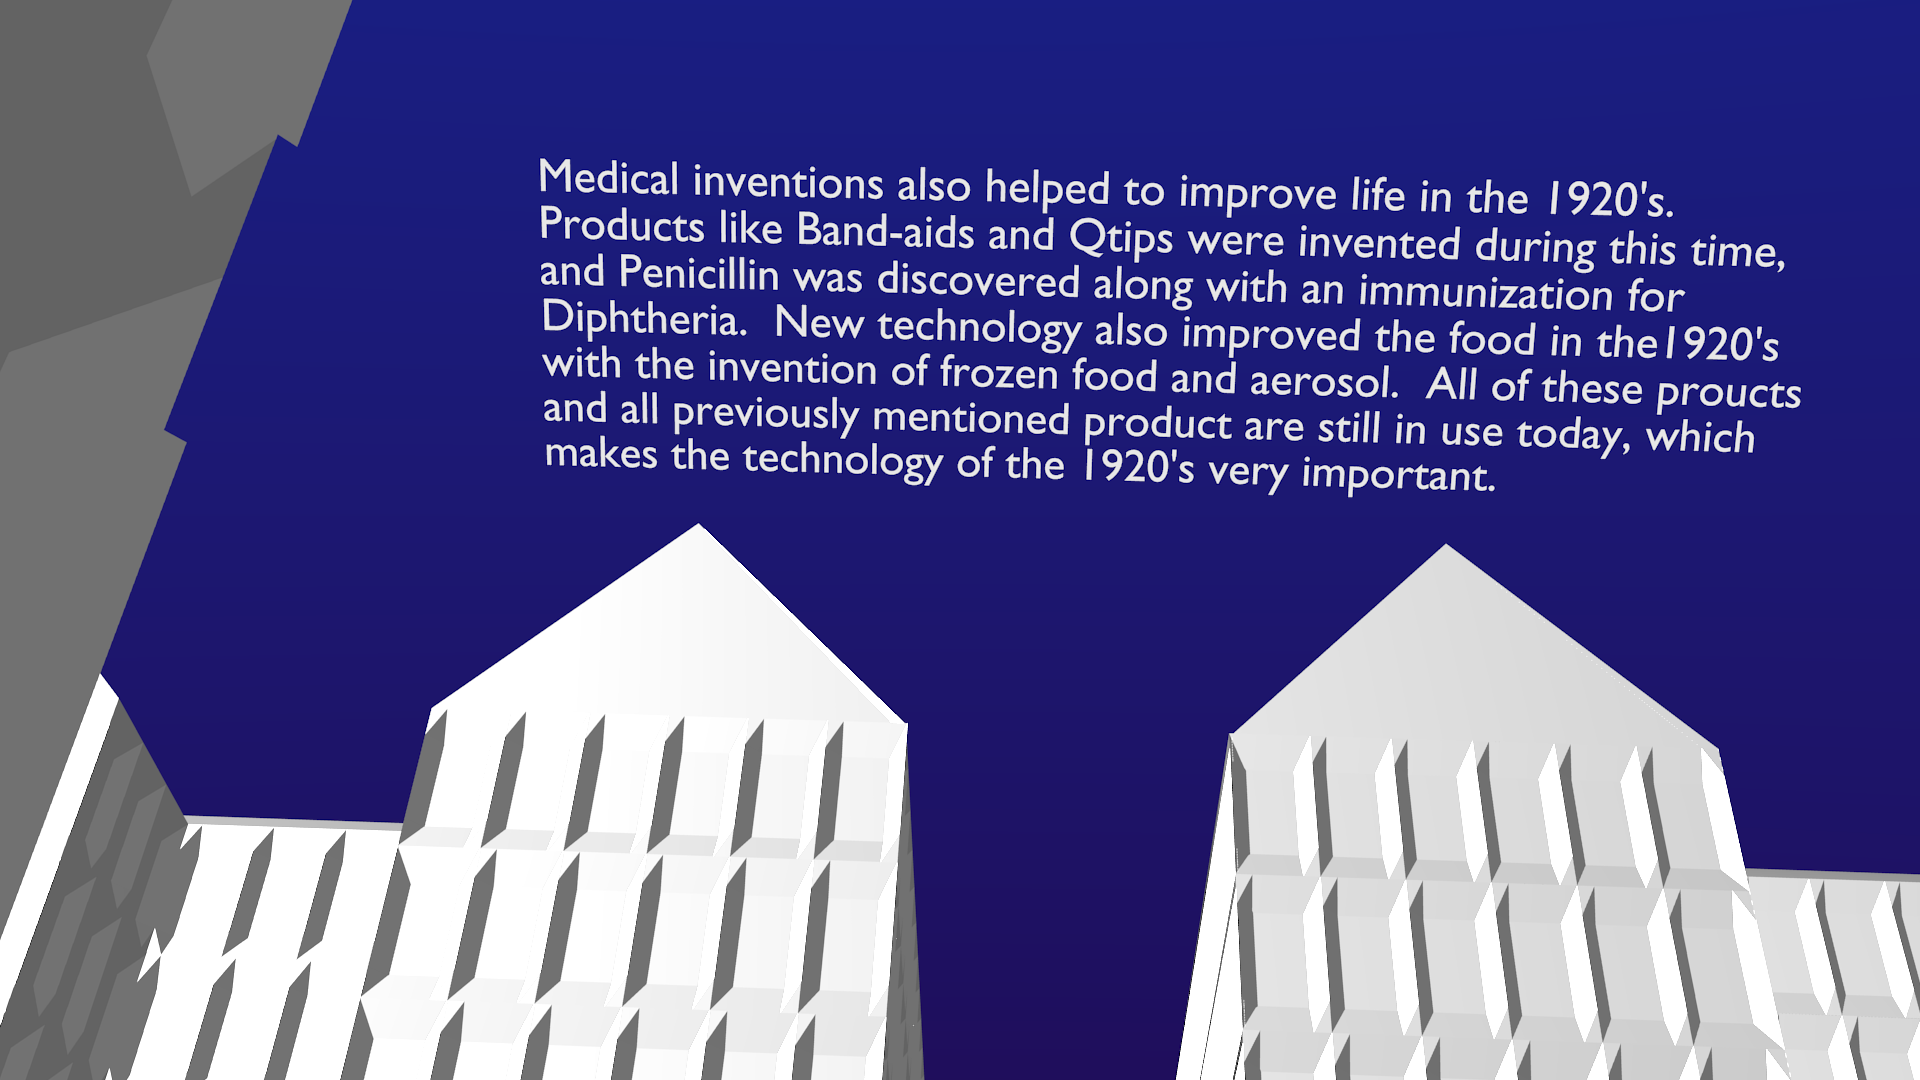 Medical inventions also helped to improve life in the 1920's.
Products like Band-aids and Qtips were invented during this time,
and Penicillin was discovered along with an immunization for
Diphtheria.  New technology also improved the food in the1920's
with the invention of frozen food and aerosol.  All of these proucts
and all previously mentioned product are still in use today, which
makes the technology of the 1920's very important.